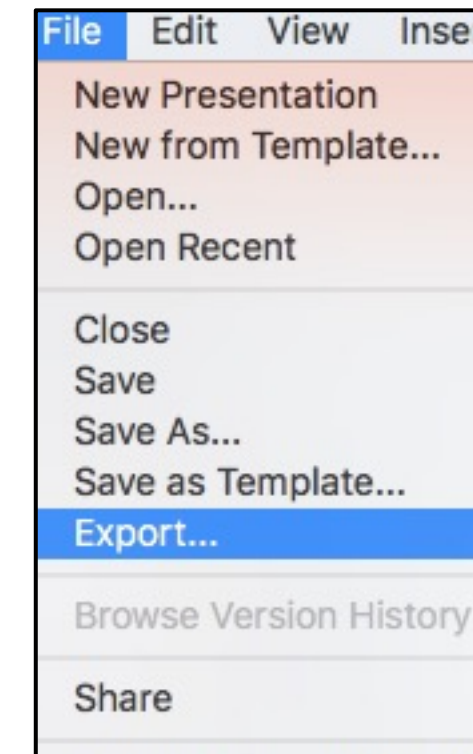 File Edit View Inse
New Presentation
New from Template...
Open...
Open Recent
Close
Save
Save As...
Save as Template...
Export...
Browse Version History
Share